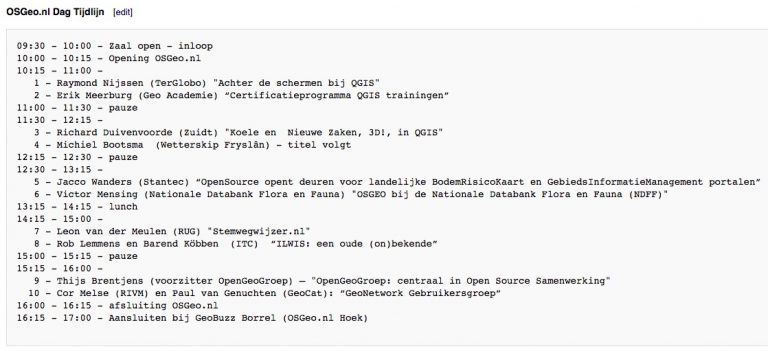 OSGeo.nl Dag Tijdlijn [edit]
09:30 - 10:00 - Zaal open - inloop
10:00 - 10:15 - Opening OSGeo.nl
10:15 - 11:00 -
1 - Raymond Nijssen (TerGlobo) "Achter de schermen bij QGIS"
2 - Erik Meerburg (Geo Academie) “Certificatieprogramma QGIS trainingen”
11:00 - 11:30 - pauze
11:30 - 12:15 -
3 - Richard Duivenvoorde (Zuidt) "Koele en  Nieuwe Zaken, 3D!, in QGIS"
4 - Michiel Bootsma  (Wetterskip Fryslân) - titel volgt
12:15 - 12:30 - pauze
12:30 - 13:15 -
5 - Jacco Wanders (Stantec) “OpenSource opent deuren voor landelijke BodemRisicoKaart en GebiedsInformatieManagement portalen”
6 - Victor Mensing (Nationale Databank Flora en Fauna) "OSGEO bij de Nationale Databank Flora en Fauna (NDFF)"
13:15 - 14:15 - lunch
14:15 - 15:00 -
7 - Leon van der Meulen (RUG) "Stemwegwijzer.nl"
8 - Rob Lemmens en Barend Köbben  (ITC)  “ILWIS: een oude (on)bekende”
15:00 - 15:15 - pauze
15:15 - 16:00 -
9 - Thijs Brentjens (voorzitter OpenGeoGroep) – "OpenGeoGroep: centraal in Open Source Samenwerking"
10 - Cor Melse (RIVM) en Paul van Genuchten (GeoCat): “GeoNetwork Gebruikersgroep”
16:00 - 16:15 - afsluiting OSGeo.nl
16:15 - 17:00 - Aansluiten bij GeoBuzz Borrel (OSGeo.nl Hoek)